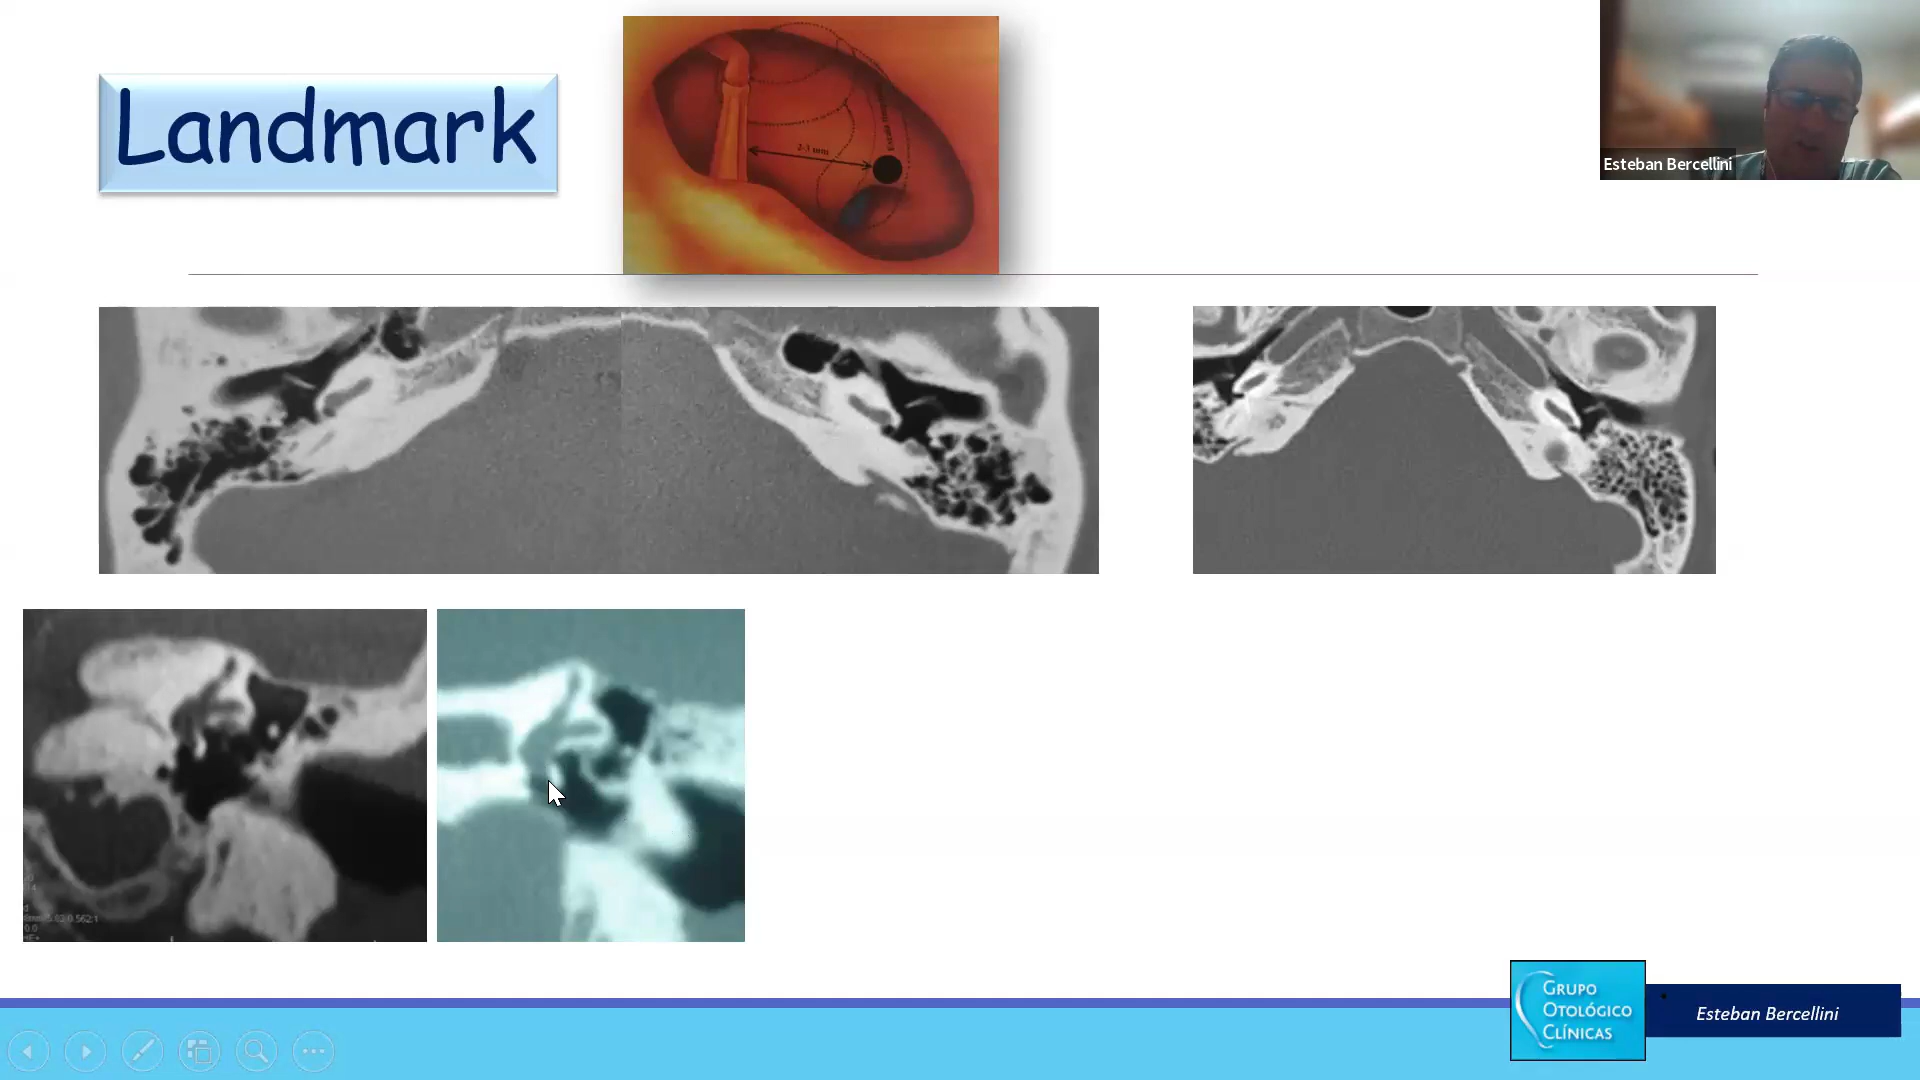 Landmark
2-3 mm
Esteban Bercellini
GRUPO
OTOLÓGICO
CLÍNICAS
Esteban Bercellini